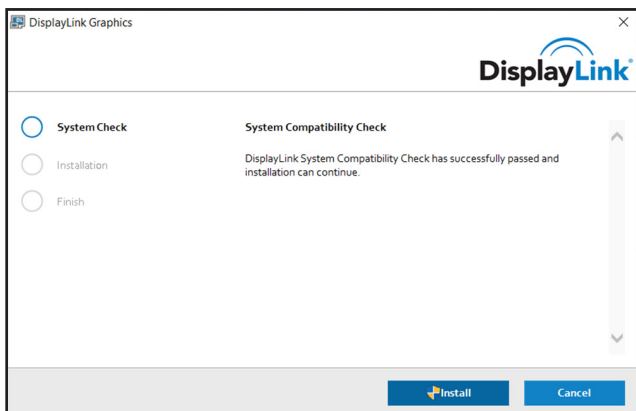 DisplayLink Graphics
DisplayLink
System Check
Installation
Finish
System Compatibility Check
DisplayLink System Compatibility Check has successfully passed and
installation can continue.
Install
Cancel